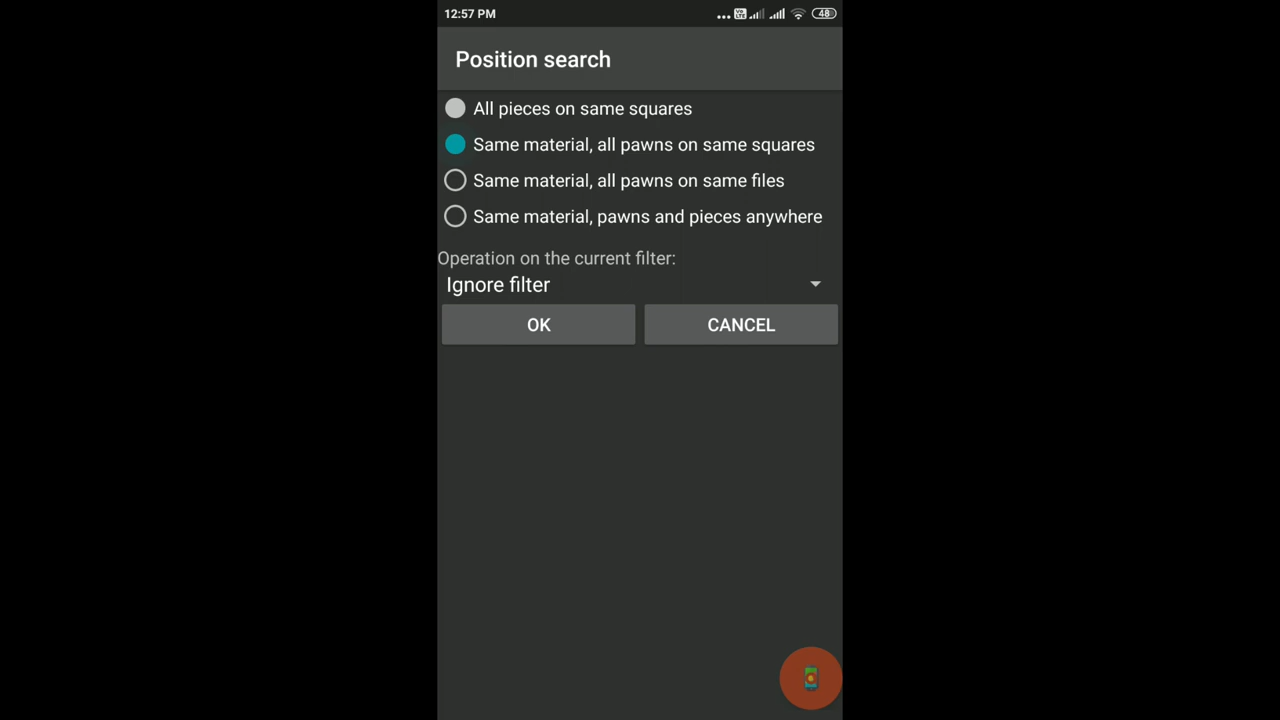 12:57 PM
48
Position search
All pieces on same squares
Same material, all pawns on same squares
Same material, all pawns on same files
Same material, pawns and pieces anywhere
Operation on the current filter:
Ignore filter
OK
CANCEL